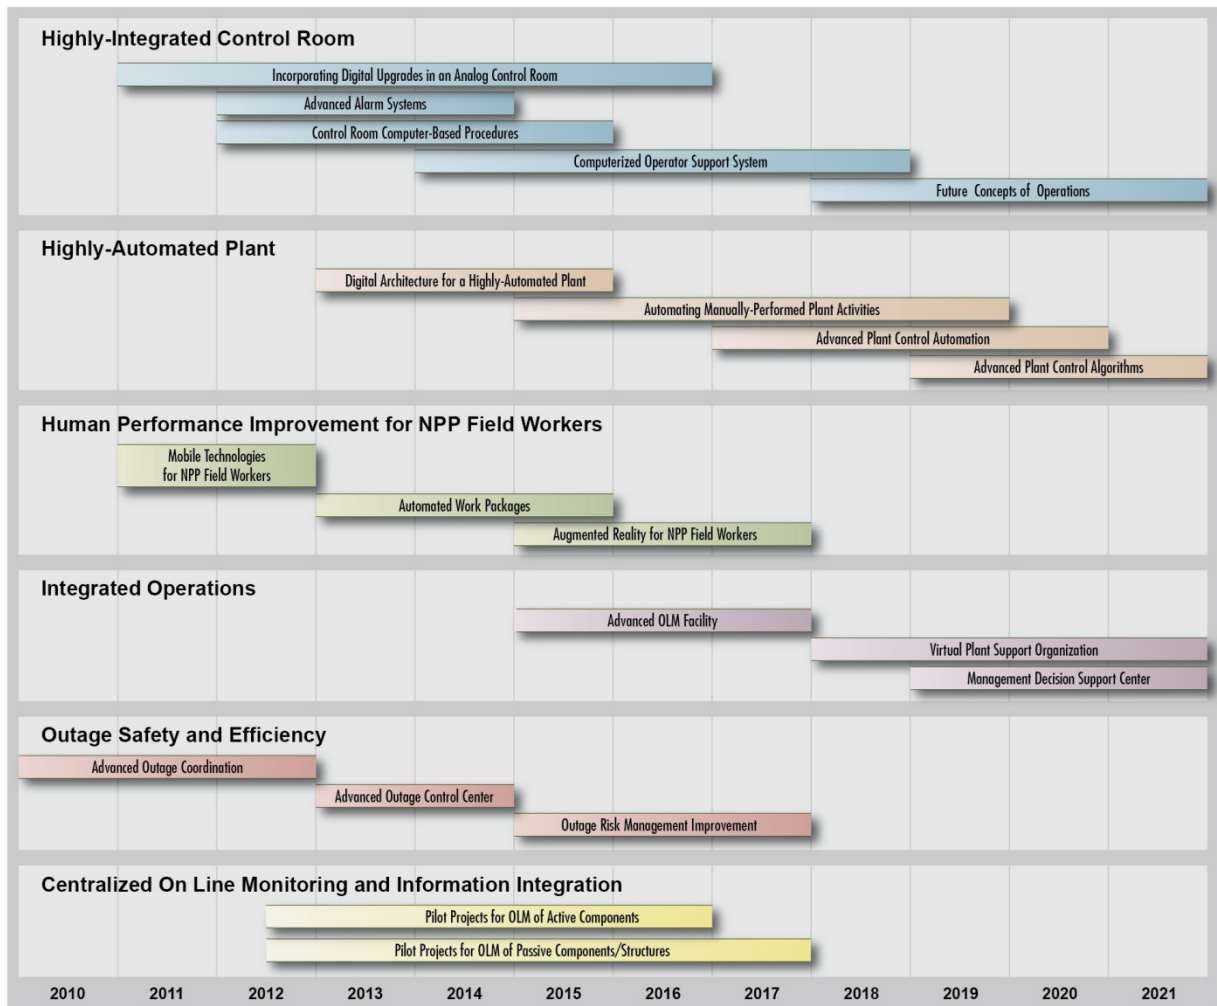 Highly-Integrated Control Room
Incorporating Digital Upgrades in an Analog Control Room
Advanced Alarm Systems
Control Room Computer-Based Procedures
Computerized Operator Support System
Future Concepts of Operations
Highly-Automated Plant
Digital Architecture for a Highly-Automated Plant
Automating Manually-Performed Plant Activities
Advanced Plant Control Automation
Advanced Plant Control Algorithms
Human Performance Improvement for NPP Field Workers
Mobile Technologies
for NPP Field Workers
Automated Work Packages
Augmented Reality for NPP Field Workers
Integrated Operations
Advanced OLM Facility
Virtual Plant Support Organization
Management Decision Support Center
Outage Safety and Efficiency
Advanced Outage Coordination
Advanced Outage Control Center
Outage Risk Management Improvement
Centralized On Line Monitoring and Information Integration
Pilot Projects for OLM of Active Components
Pilot Projects for OLM of Passive Components/Structures
2010 2011 2012 2013 2014 2015 2016 2017 2018 2019 2020 2021